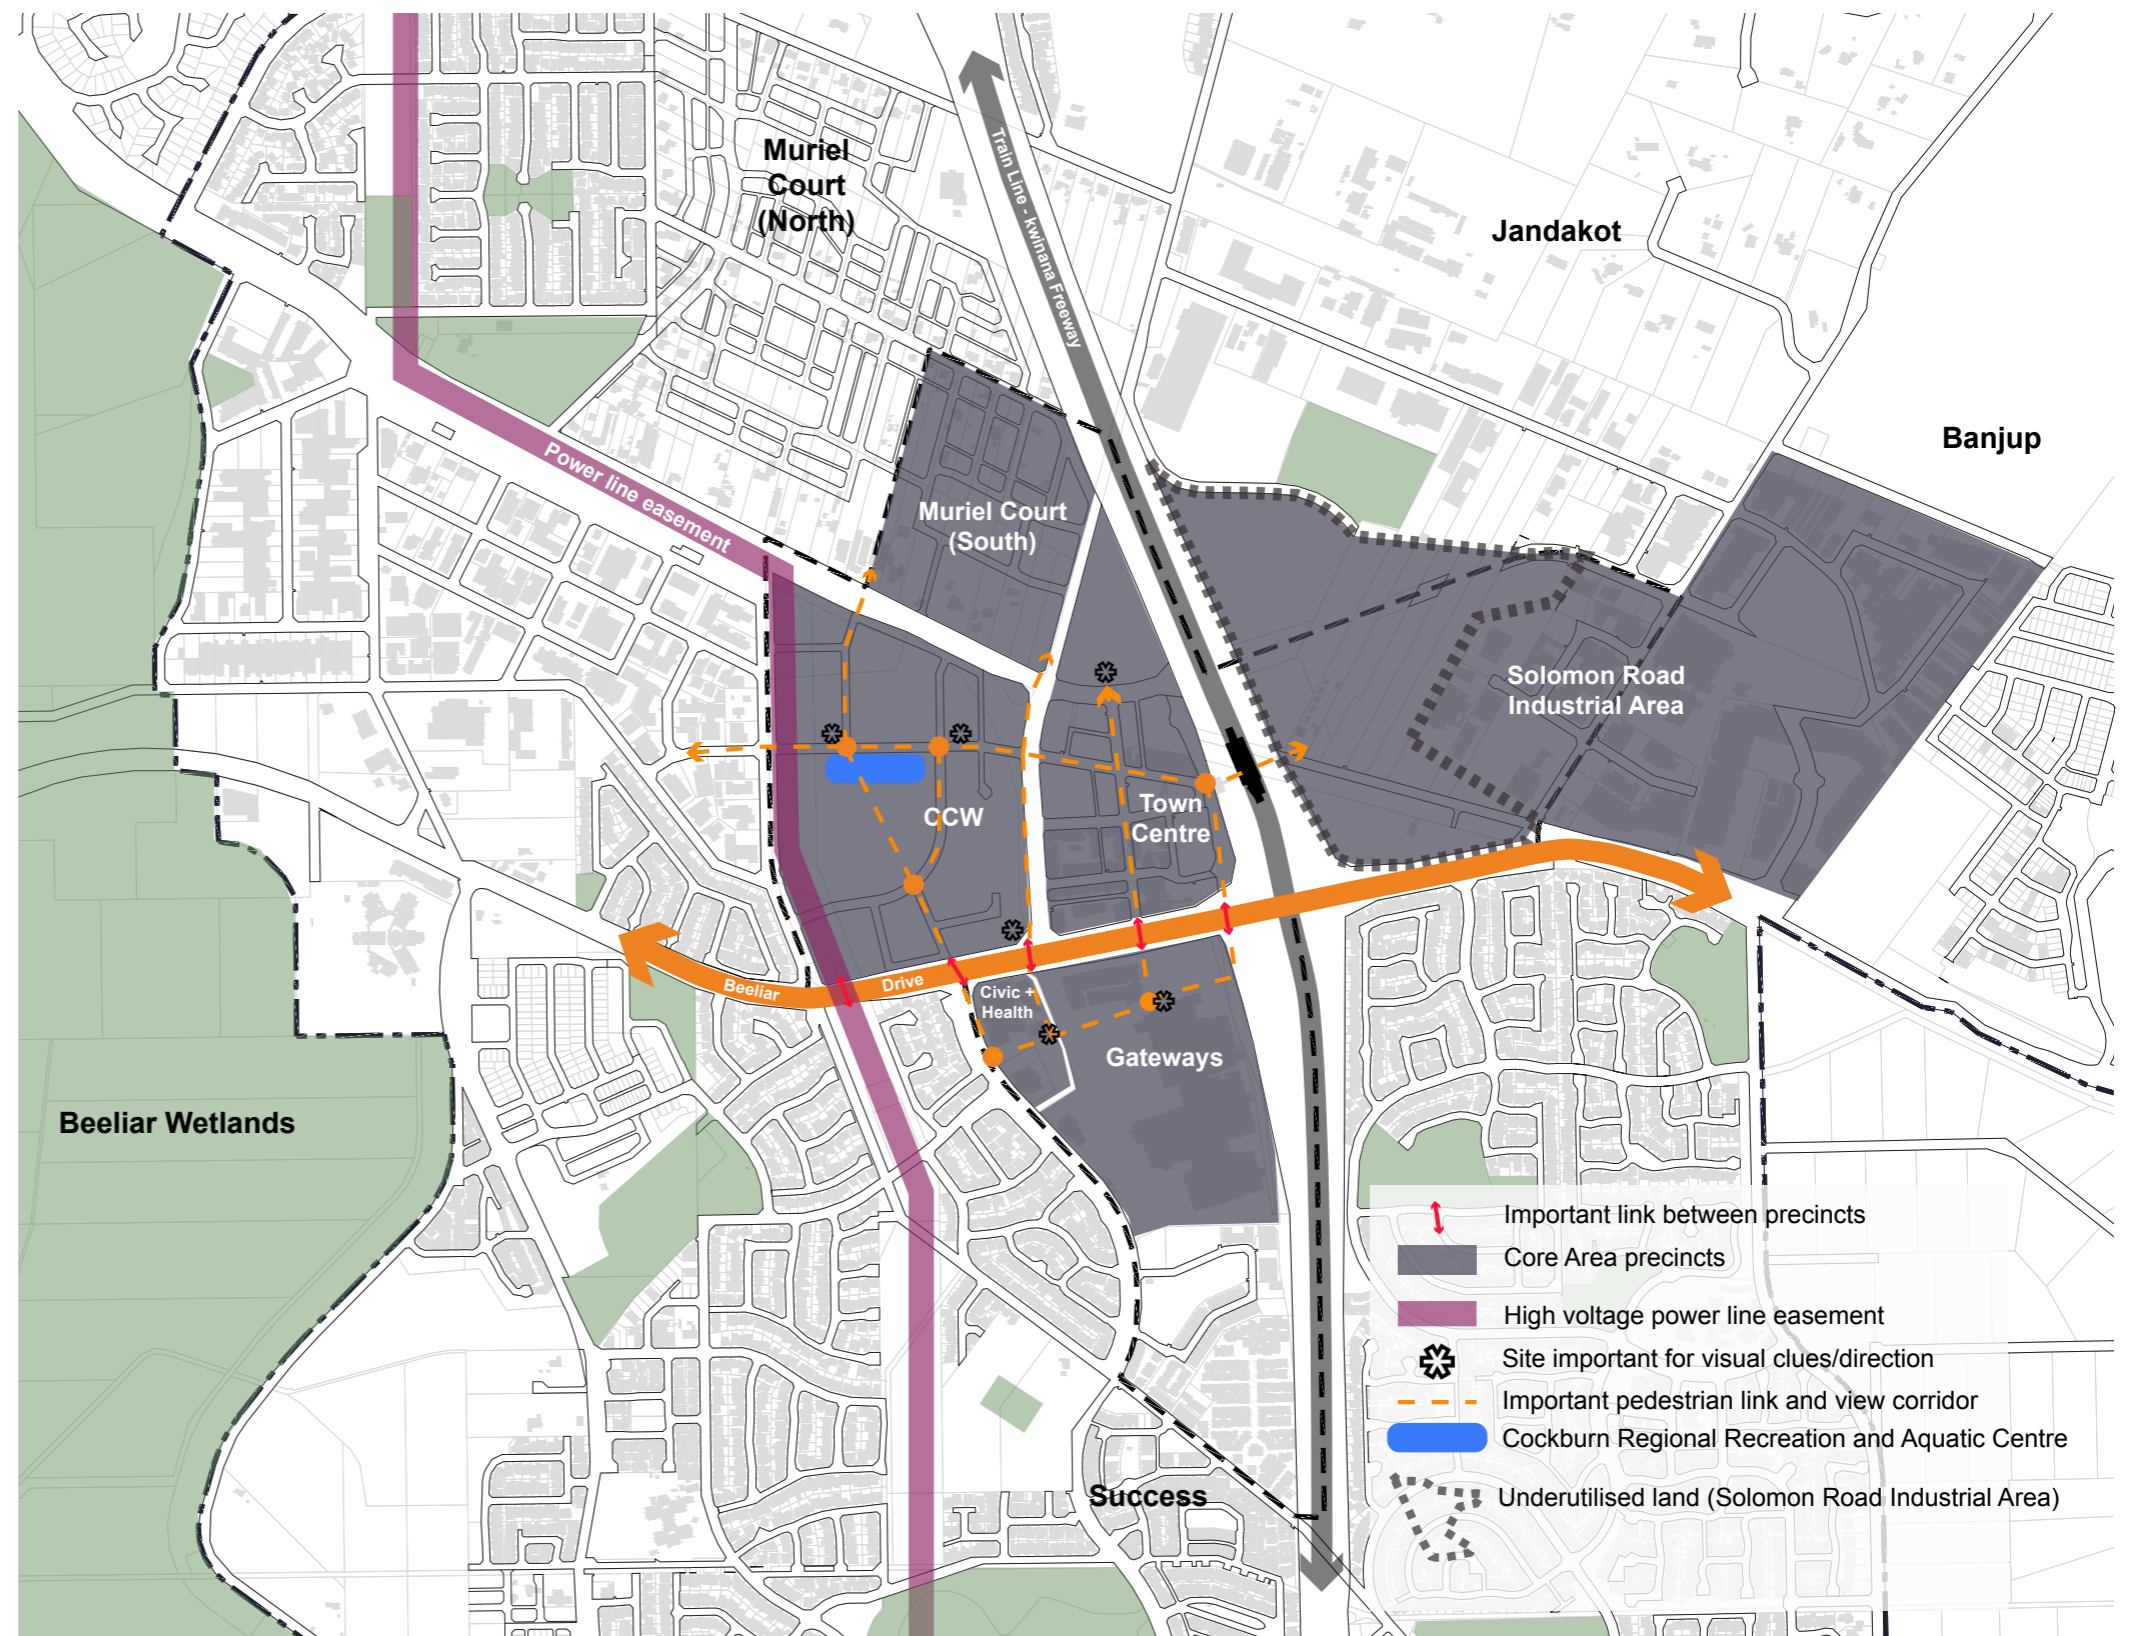 Muriel
Court
(North)
Train Line - kwinana Freeway
Jandakot
Banjup
Power line easement
Muriel Court
(South)
Solomon Road
Industrial Area
CCW
Town
Centre
Beeliar
Drive
Civic +
Health
Gateways
Beeliar Wetlands
Success
Important link between precincts
Core Area precincts
High voltage power line easement
Site important for visual clues/direction
Important pedestrian link and view corridor
Cockburn Regional Recreation and Aquatic Centre
Underutilised land (Solomon Road Industrial Area)